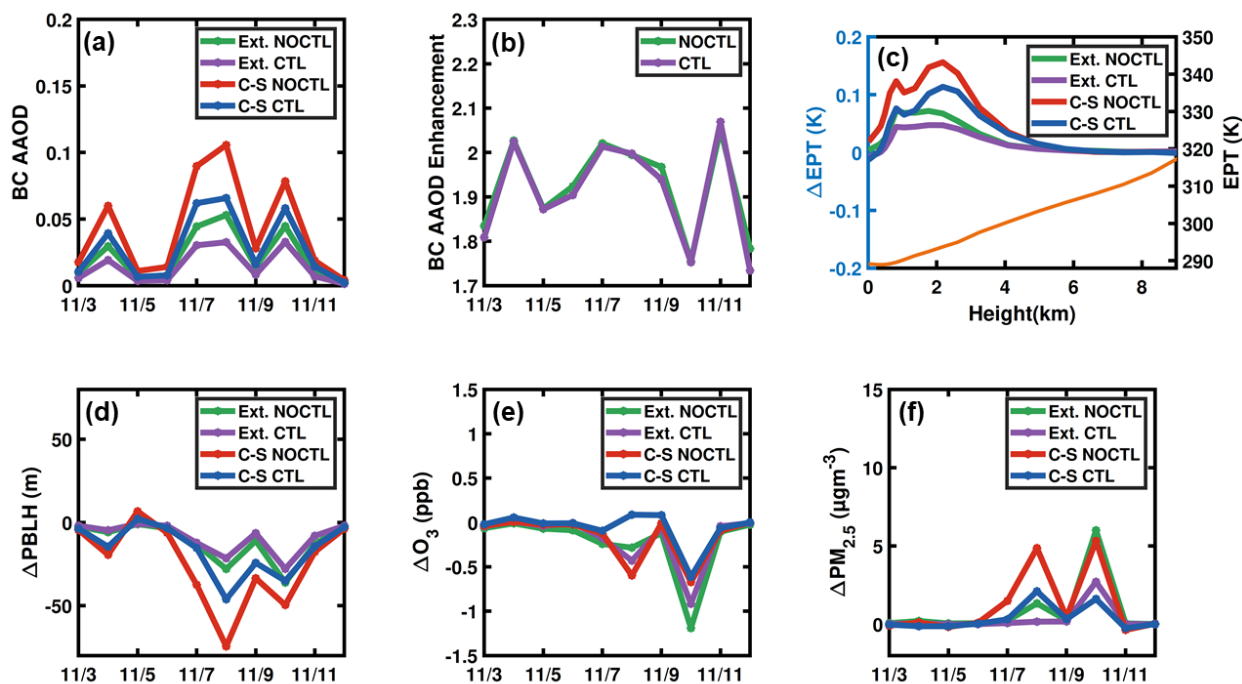 (a)
BC AAOD
0.2
0.15
0.1
0.05
0
11/3 11/5 11/7 11/9 11/11
Ext. NOCTL
Ext. CTL
C-S NOCTL
C-S CTL
(b)
BC AAOD Enhancement
2.3
2.2
2.1
2
1.9
1.8
1.7
11/3 11/5 11/7 11/9 11/11
NOCTL
CTL
(c)
ΔEPT (K)
0.2
0.1
0
-0.1
-0.2
0 2 4 6 8
Height(km)
350
340
330
320
310
300
290
EPT (K)
Ext. NOCTL
Ext. CTL
C-S NOCTL
C-S CTL
(d)
ΔPBLH (m)
50
0
-50
11/3 11/5 11/7 11/9 11/11
Ext. NOCTL
Ext. CTL
C-S NOCTL
C-S CTL
(e)
ΔO3 (ppb)
1.5
1
0.5
0
-0.5
-1
-1.5
11/3 11/5 11/7 11/9 11/11
Ext. NOCTL
Ext. CTL
C-S NOCTL
C-S CTL
(f)
ΔPM2.5 (μgm-3)
15
10
5
0
11/3 11/5 11/7 11/9 11/11
Ext. NOCTL
Ext. CTL
C-S NOCTL
C-S CTL